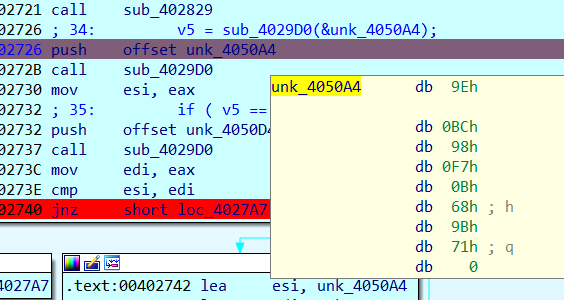 02721 call     sub_402829
02726 ; 34:      v5 = sub_4029D0(&unk_4050A4);
02726 push     offset unk_4050A4
0272B call     sub_4029D0
02730 mov      esi, eax
02732 ; 35:      if ( v5 ==
02732 push     offset unk_4050D4
02737 call     sub_4029D0
0273C mov      edi, eax
0273E cmp      esi, edi
02740 jnz      short loc_4027A7
unk_4050A4      db  9Eh
db 0BCh
db  98h
db 0F7h
db  0Bh
db  68h ; h
db  9Bh
db  71h ; q
db    0
4027A7
.text:00402742 lea      esi, unk_4050A4